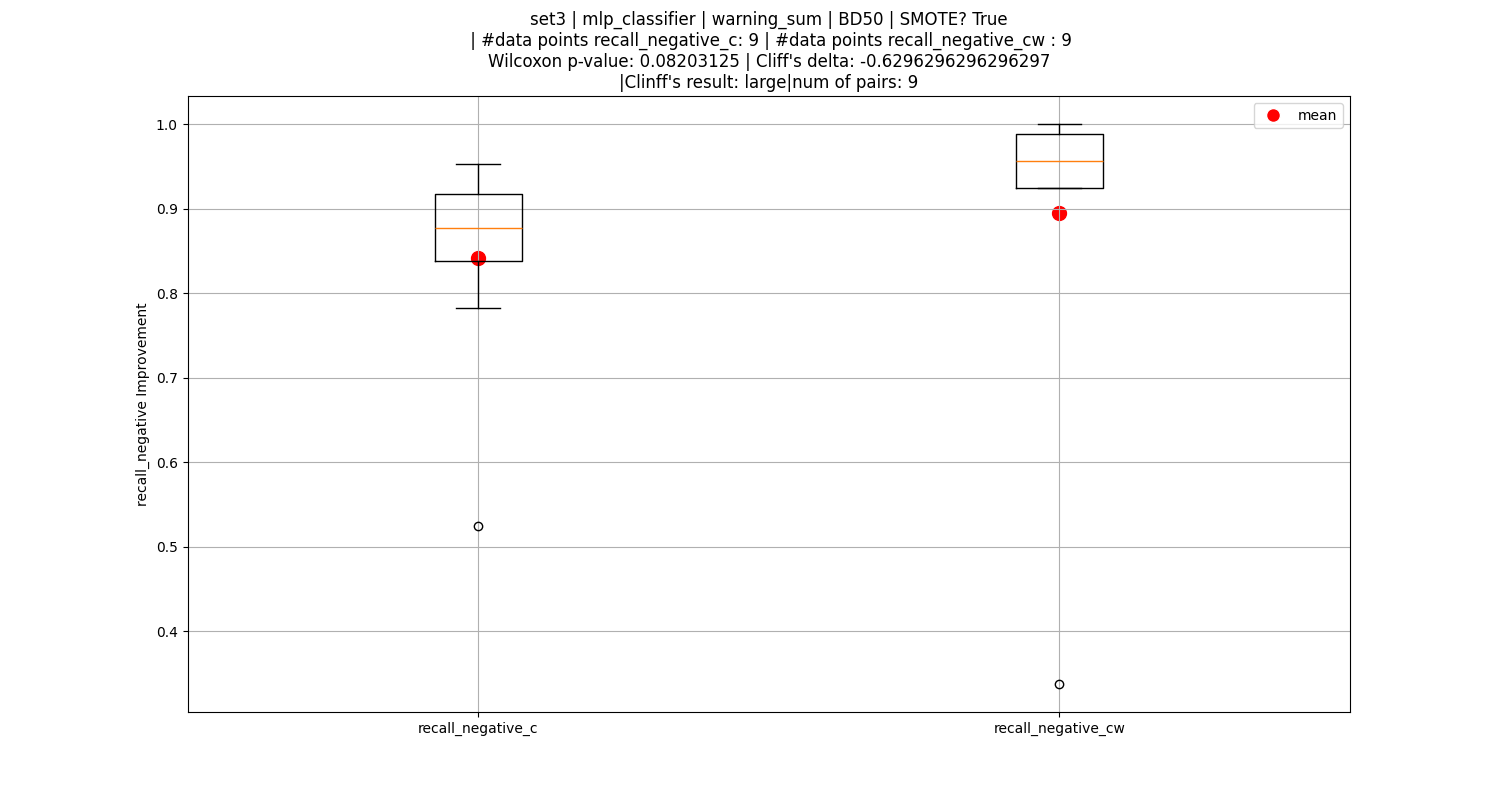 set3 | mlp_classifier | warning_sum | BD50 | SMOTE? True
| #data points recall_negative_c: 9 | #data points recall_negative_cw : 9
Wilcoxon p-value: 0.08203125 | Cliff's delta: -0.6296296296296297
|Clinff's result: large|num of pairs: 9
mean
1.0
0.9
0.8
0.7
0.6
0.5
0.4
recall_negative Improvement
recall_negative_c
recall_negative_cw